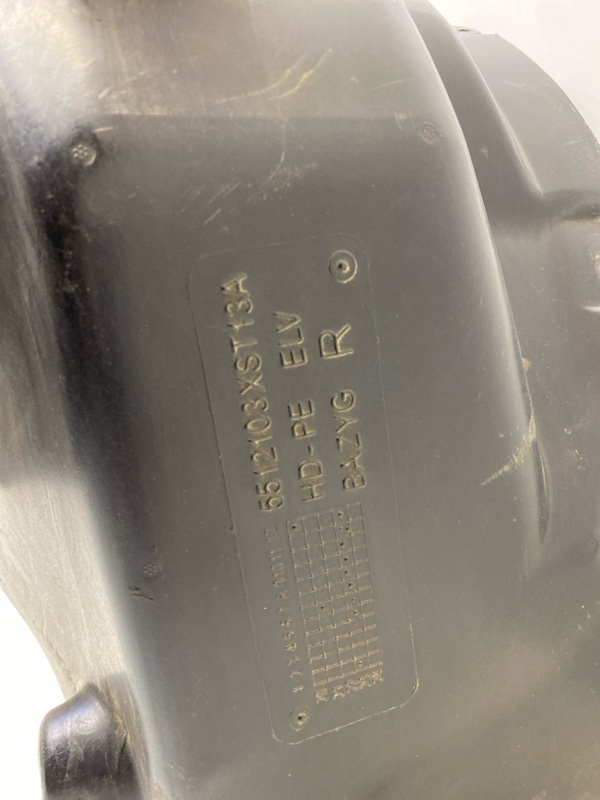 5512103XST13A
HD-PE ELV
BAZYG R